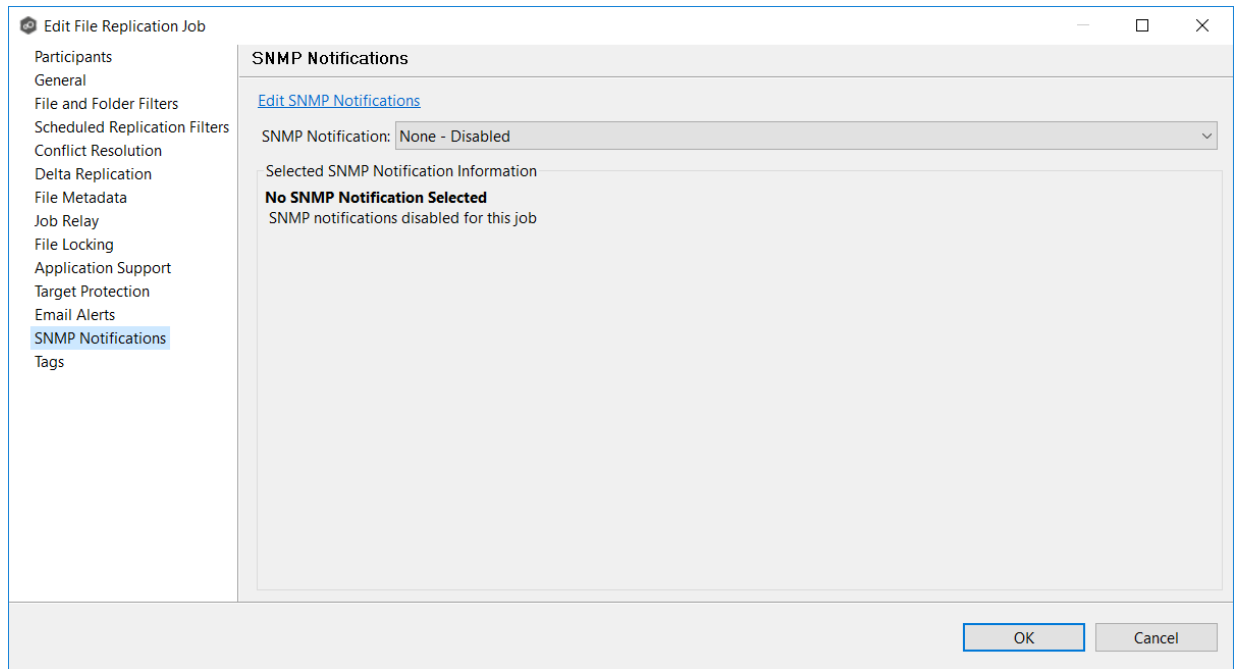 Edit File Replication Job
Participants
General
File and Folder Filters
Scheduled Replication Filters
Conflict Resolution
Delta Replication
File Metadata
Job Relay
File Locking
Application Support
Target Protection
Email Alerts
SNMP Notifications
Tags
SNMP Notifications
Edit SNMP Notifications
SNMP Notification: None - Disabled
Selected SNMP Notification Information
No SNMP Notification Selected
SNMP notifications disabled for this job
OK Cancel